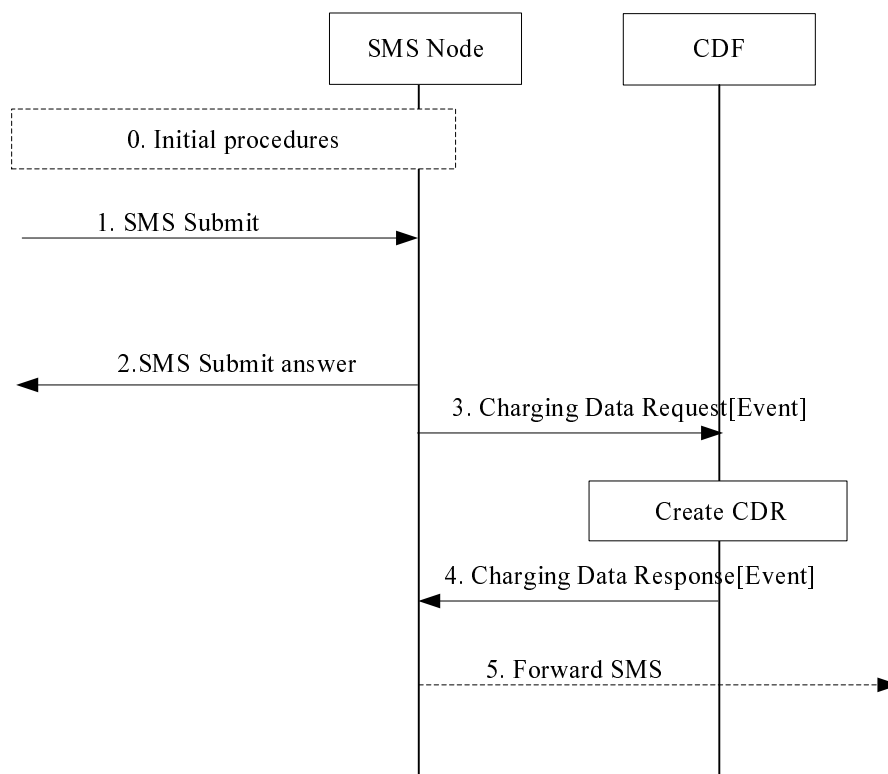 SMS Node
CDF
0. Initial procedures
1. SMS Submit
2.SMS Submit answer
3. Charging Data Request[Event]
Create CDR
4. Charging Data Response[Event]
5. Forward SMS